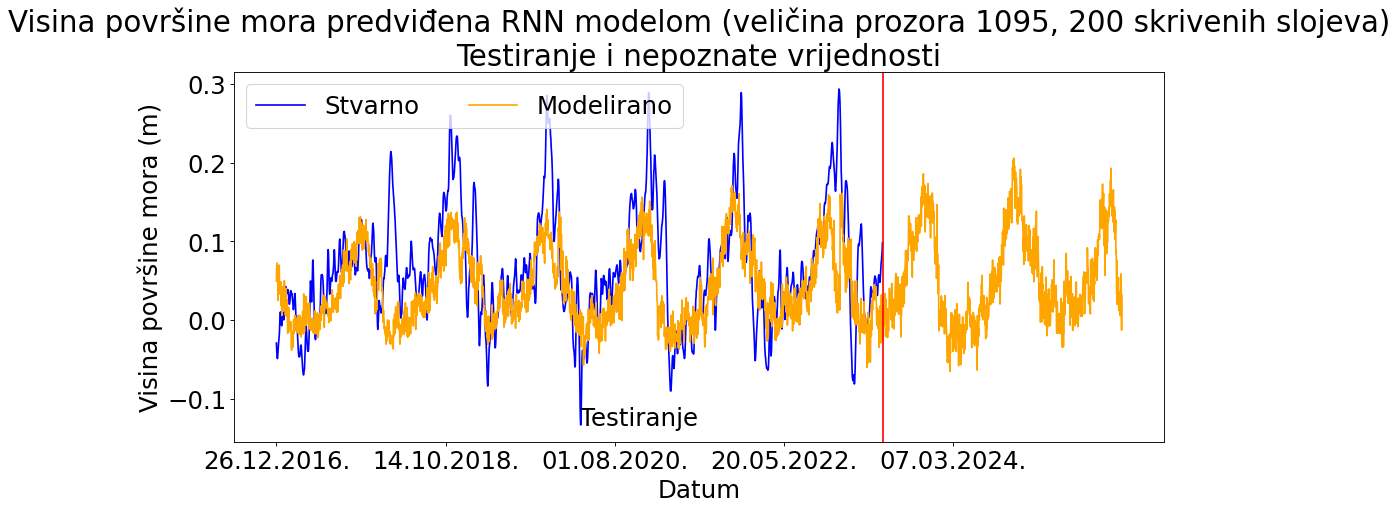 Visina površine mora predviđena RNN modelom (veličina prozora 1095, 200 skrivenih slojeva)
Testiranje i nepoznate vrijednosti
Stvarno
Modelirano
Visina površine mora (m)
0.3
0.2
0.1
0.0
−0.1
Testiranje
26.12.2016.
14.10.2018.
01.08.2020.
20.05.2022.
07.03.2024.
Datum